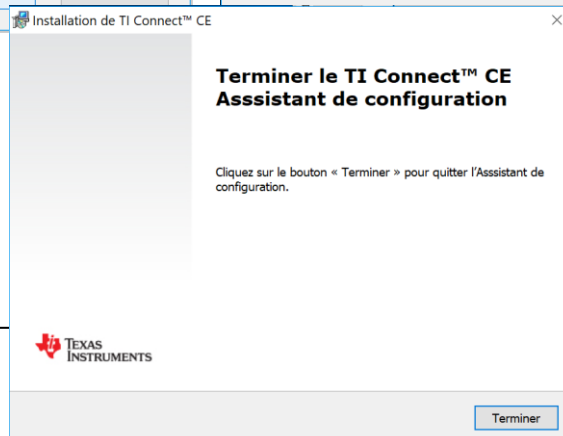 Installation de TI Connect™ CE
Terminer le TI Connect™ CE
Asssistant de configuration
Cliquez sur le bouton « Terminer » pour quitter l'Asssistant de
configuration.
TEXAS
INSTRUMENTS
Terminer